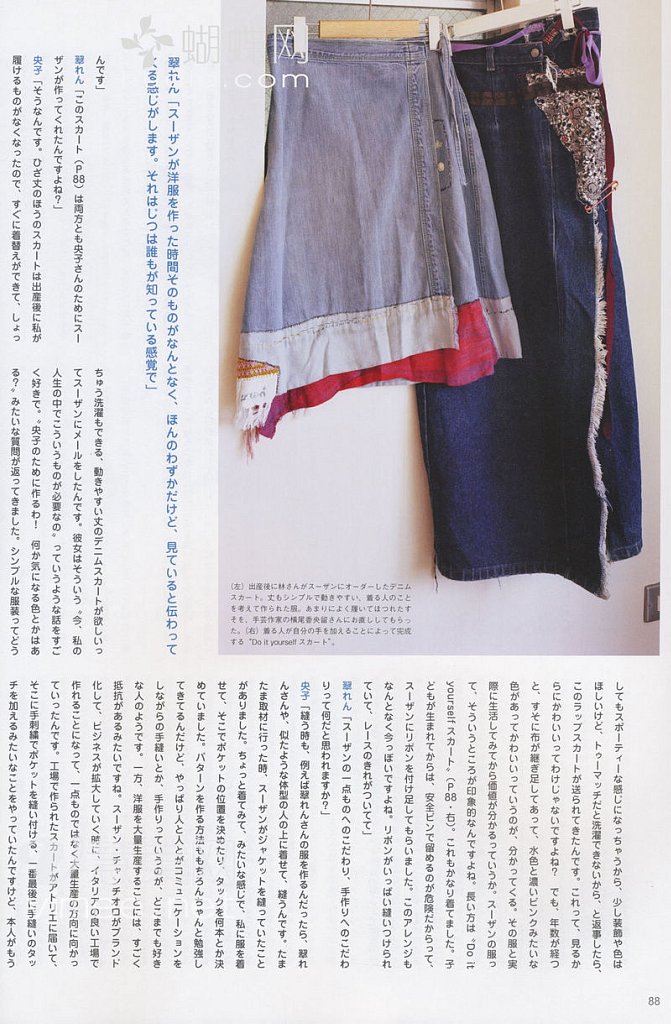 蝴蝶网
.com
翠れん「スーザンが洋服を作った時間そのものがなんとなく、ほんのわずかだけど、見ていると伝わって
くる感じがします。それはじつは誰もが知っている感覚で」
んです」
翠れん「このスカート(P88)は両方とも央子さんのためにスー
ザンが作ってくれたんですよね?」
央子「そうなんです。ひざ丈のほうのスカートは出産後に私が
履けるものがなくなったので、すぐに着替えができて、しょっ
ちゅう洗濯もできる、動きやすい丈のデニムスカートが欲しいっ
てスーザンにメールをしたんです。彼女はそういう〝今、私の
人生の中でこういうものが必要なの〟っていうような話をすご
く好きで。〝央子のために作るわ! 何か気になる色とかはあ
る?〟みたいな質問が返ってきました。シンプルな服装ってどう
(左)出産後に林さんがスーザンにオーダーしたデニム
スカート。丈もシンプルで動きやすい、着る人のこと
を考えて作られた服。あまりによく履いてほつれたす
そを、手芸作家の横尾香央留さんにお直ししてもらっ
た。(右)着る人が自分の手を加えることによって完成
する“Do it yourself スカート”。
してもスポーティーな感じになっちゃうから、少し装飾や色は
ほしいけど、トゥーマッチだと洗濯できないから、と返事したら、
このラップスカートが送られてきたんです。これって、見るか
らにかわいいってわけじゃないですよね? でも、年数が経つ
と、すそに布が継ぎ足してあって、水色と濃いピンクみたいな
色があってかわいいっていうのが、分かってくる。その服と実
際に生活してみてから価値が分かるっていうか。スーザンの服っ
て、そういうところが印象的なんですよね。長い方は〝Do it
yourself スカート〟(P88・右)。これもかなり着てました。子
どもが生まれてからは、安全ピンで留めるのが危険だからって、
スーザンにリボンを付け足してもらいました。このアレンジも
なんとなく今っぽいですよね。リボンがいっぱい縫いつけられ
ていて、レースのきれがついてて」
翠れん「スーザンの一点ものへのこだわり、手作りへのこだわ
りって何だと思われますか?」
央子「縫う時も、例えば翠れんさんの服を作るんだったら、翠れ
んさんや、似たような体型の人の上に着せて、縫うんです。たま
たま取材に行った時、スーザンがジャケットを縫っていたこと
がありました。ちょっと着てみて、みたいな感じで、私に服を着
せて、そこでポケットの位置を決めたり、タックを何本とか決
めていました。パターンを作る方法ももちろんちゃんと勉強し
てきてるんだけど、やっぱり人と人とがコミュニケーションを
しながらの手縫いとか、手作りっていうのが、どこまでも好き
な人のようです。一方、洋服を大量生産することには、すごく
抵抗があるみたいですね。スーザン・チャンチオロがブランド
化して、ビジネスが拡大していく時に、イタリアの良い工場で
作れることになって、一点ものではなく大量生産の方向に向かっ
ていったんです。工場で作られたスカートがアトリエに届いて、
そこに手刺繍でポケットを縫い付ける、一番最後に手縫いのタッ
チを加えるみたいなことをやっていたんですけど、本人がもう
88